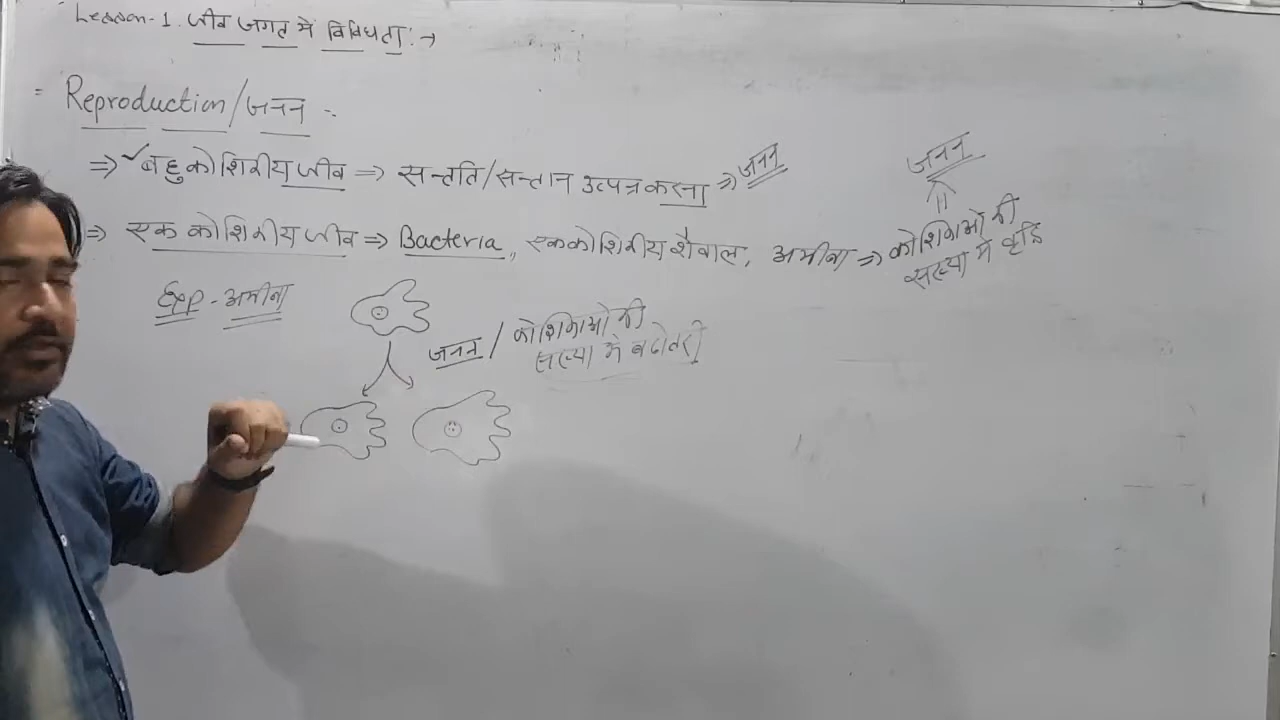 Lesson-1. जीव जगत में विविधता :→
Reproduction/जनन :-
⇒ ✓बहुकोशिकीय जीव ⇒ सन्तति/सन्तान उत्पन्न करना ⇒ जनन
जनन
⇒ एक कोशिकीय जीव ⇒ Bacteria, एककोशिकीय शैवाल, अमीबा ⇒ कोशिकाओ की
संख्या में वृद्धि
Exp - अमीबा
जनन / कोशिकाओ की
संख्या में बढोतरी